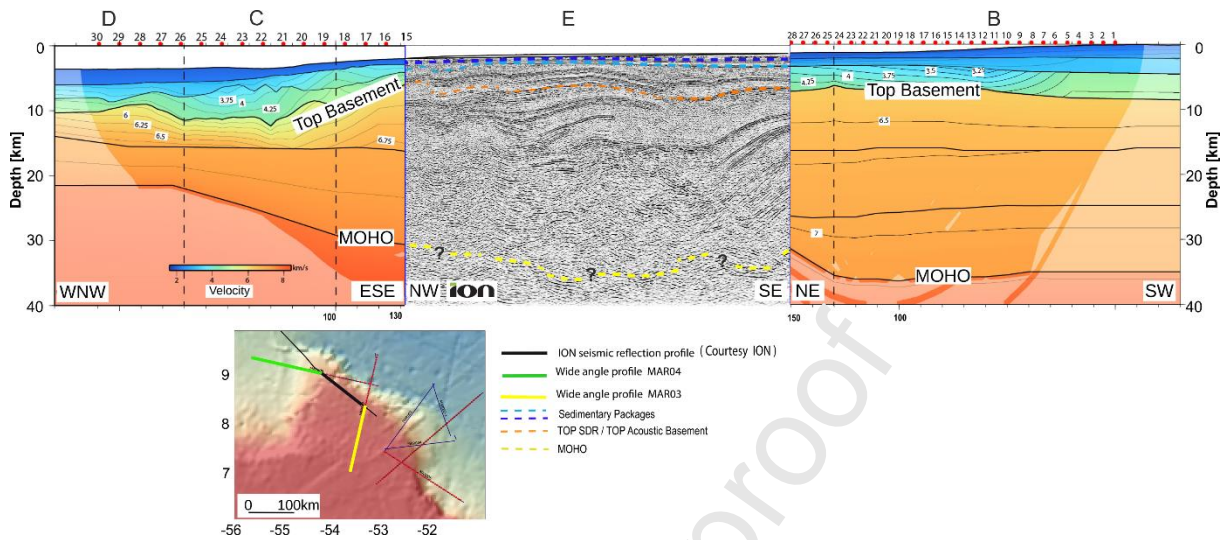 D C E B
30 29 28 27 26 25 24 23 22 21 20 19 18 17 16 15
28 27 26 25 24 23 22 21 20 19 18 17 16 15 14 13 12 11 10 9 8 7 6 5 4 3 2 1
0
10
20
30
40
Depth [km]
3.75
4
4.25
6
6.25
6.5
6.75
Top Basement
MOHO
km/s
2 4 6 8
Velocity
WNW
ESE
100 130
NW
ion
SE
?
?
?
4.25
4
3.75
3.5
3.25
Top Basement
6.5
7
MOHO
NE
SW
150 100
0
10
20
30
40
Depth [km]
9
8
7
0 100km
-56 -55 -54 -53 -52
ION seismic reflection profile ( Courtesy ION )
Wide angle profile MAR04
Wide angle profile MAR03
Sedimentary Packages
TOP SDR / TOP Acoustic Basement
MOHO
proof